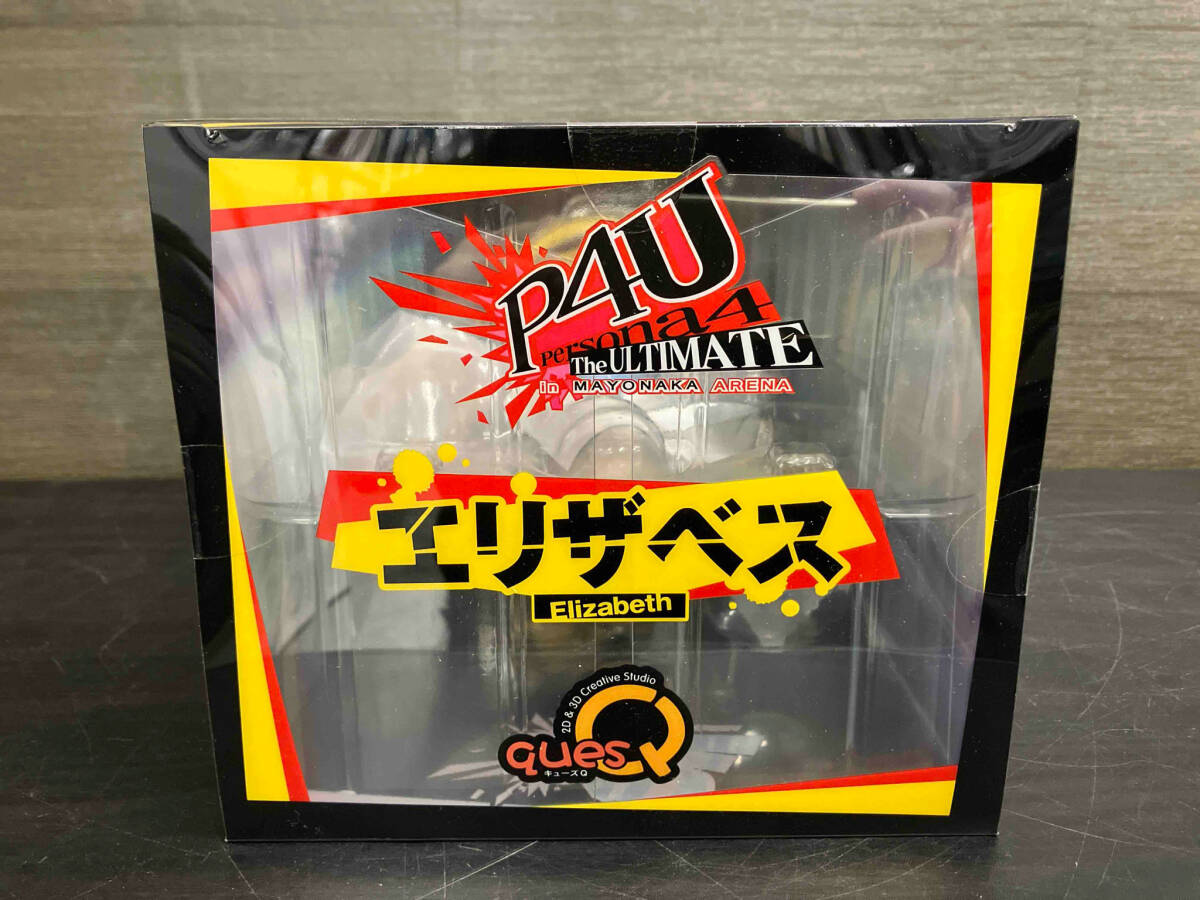 P4U
Persona4
The ULTIMATE
in MAYONAKA ARENA
エリザベス
Elizabeth
2D & 3D Creative Studio
quesQ
キューズQ